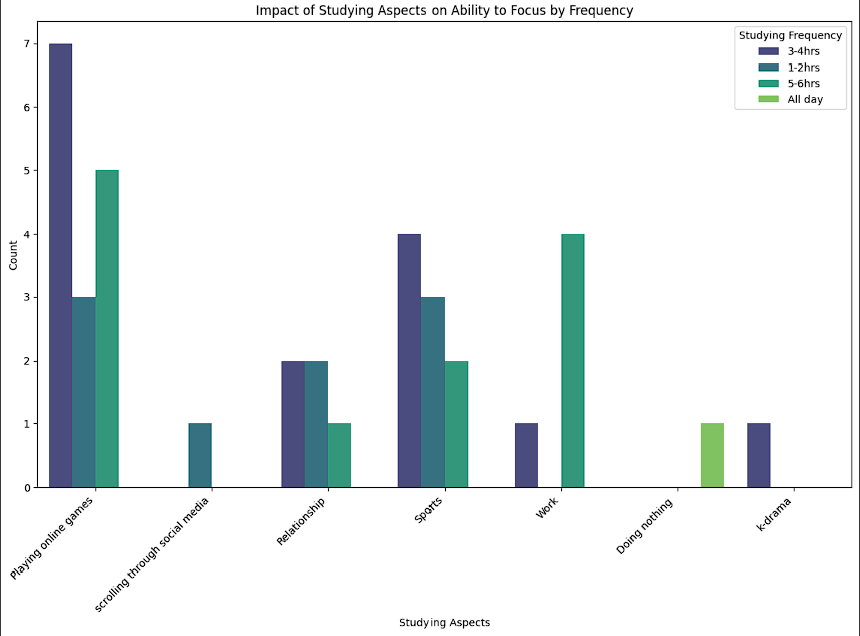 Impact of Studying Aspects on Ability to Focus by Frequency
Studying Frequency
3-4hrs
1-2hrs
5-6hrs
All day
7
6
5
4
3
2
1
0
Count
Playing online games
scrolling through social media
Relationship
Sports
Work
Doing nothing
k-drama
Studying Aspects